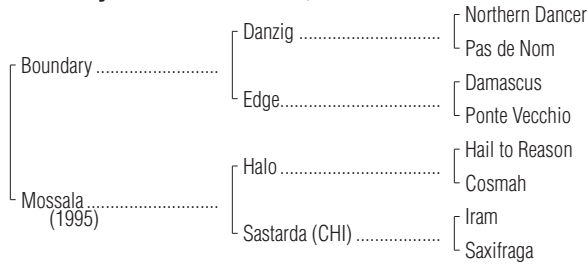 Northern Dancer
Danzig
Pas de Nom
Boundary
Damascus
Edge
Ponte Vecchio
Hail to Reason
Halo
Cosmah
Mossala
(1995)
Iram
Sastarda (CHI)
Saxifraga